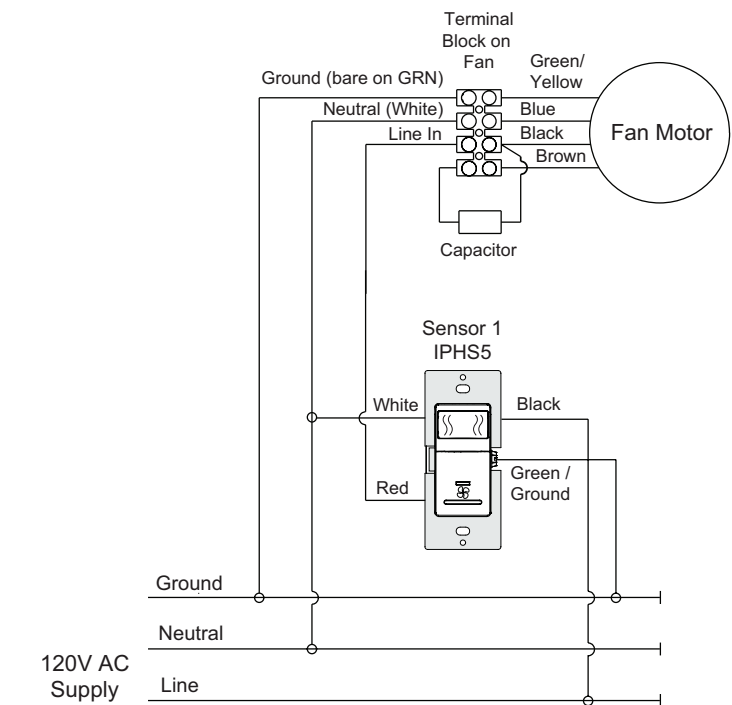 Terminal
Block on
Fan
Green/
Yellow
Ground (bare on GRN)
Neutral (White)
Blue
Line In
Black
Brown
Fan Motor
Capacitor
Sensor 1
IPHS5
White
Black
Green /
Ground
Red
Ground
Neutral
120V AC
Supply
Line